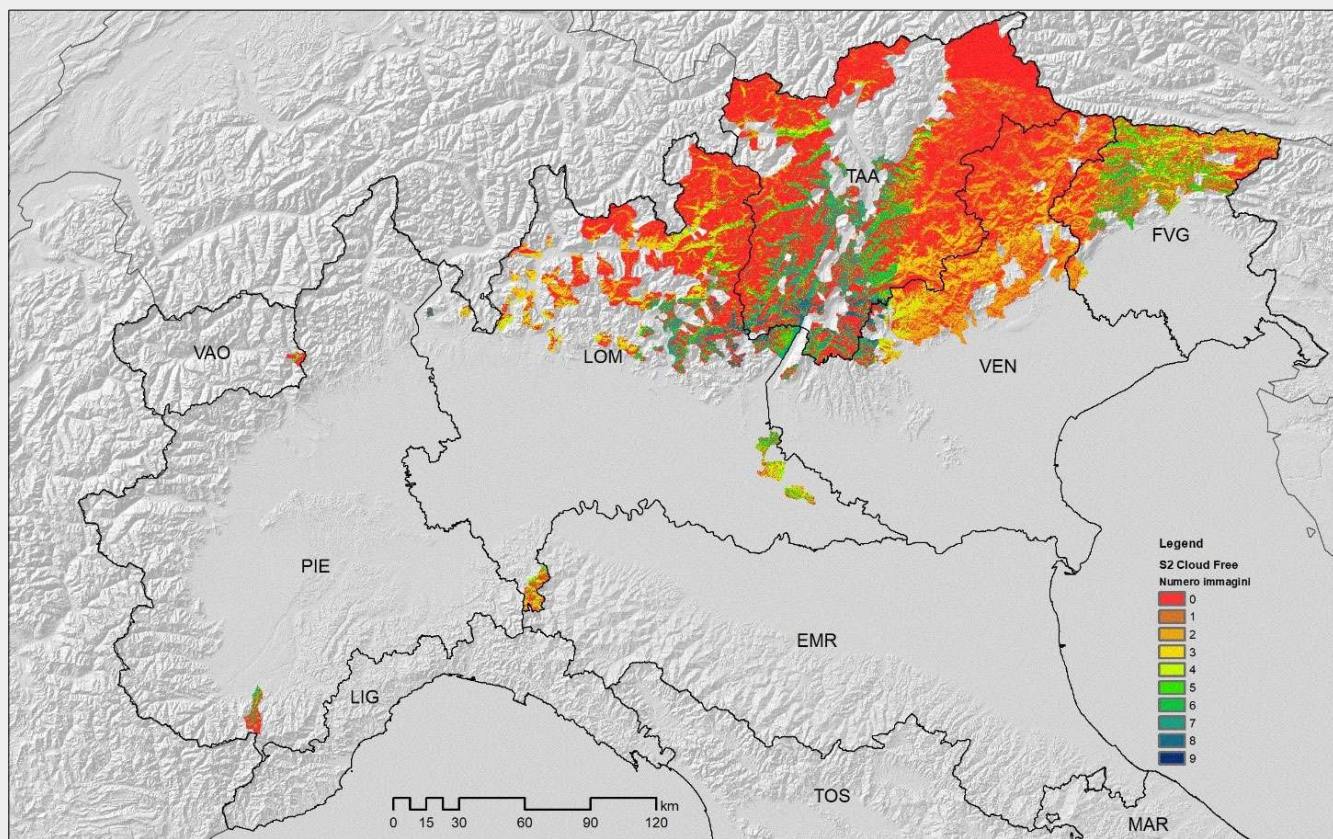 TAA
FVG
VAO
LOM
VEN
PIE
EMR
LIG
TOS
MAR
Legend
S2 Cloud Free
Numero immagini
0
1
2
3
4
5
6
7
8
9
km
0 15 30 60 90 120